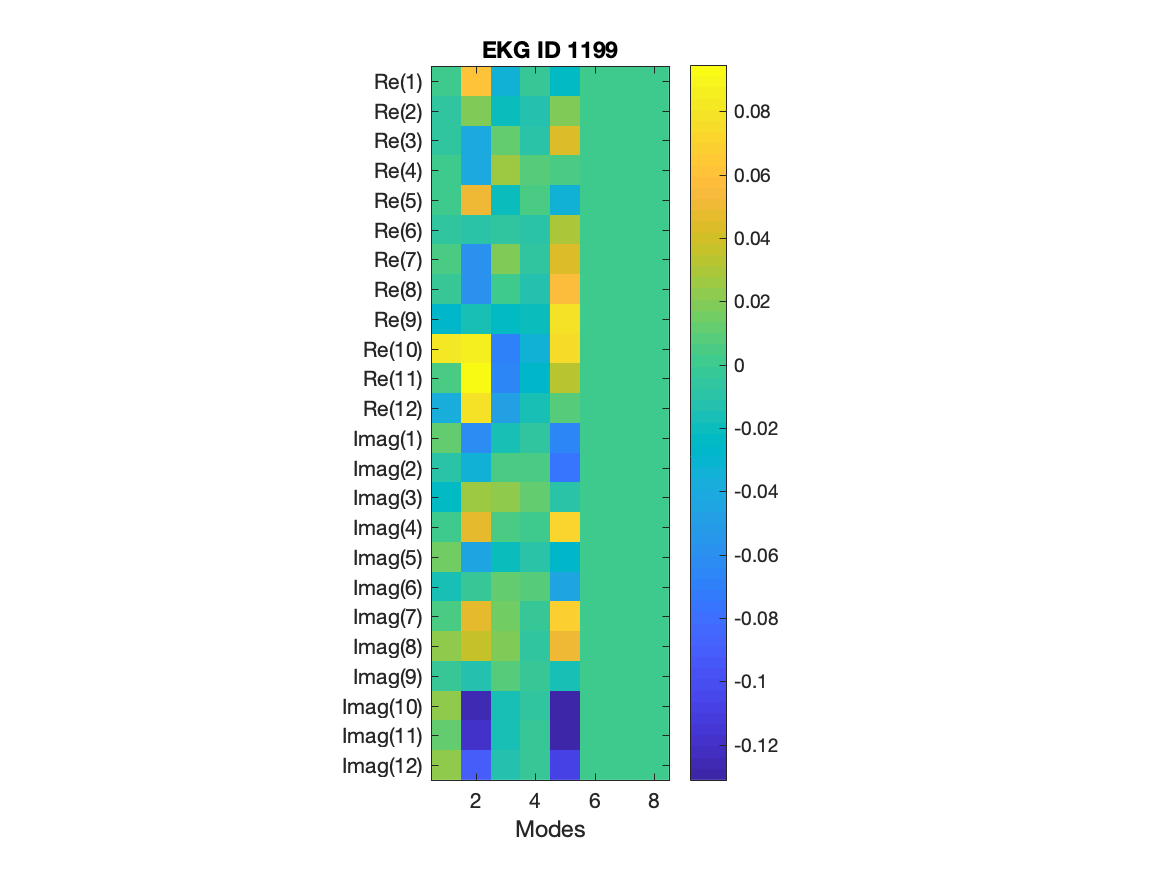 EKG ID 1199
Re(1)
Re(2)
Re(3)
Re(4)
Re(5)
Re(6)
Re(7)
Re(8)
Re(9)
Re(10)
Re(11)
Re(12)
Imag(1)
Imag(2)
Imag(3)
Imag(4)
Imag(5)
Imag(6)
Imag(7)
Imag(8)
Imag(9)
Imag(10)
Imag(11)
Imag(12)
2 4 6 8
Modes
0.08
0.06
0.04
0.02
0
-0.02
-0.04
-0.06
-0.08
-0.1
-0.12